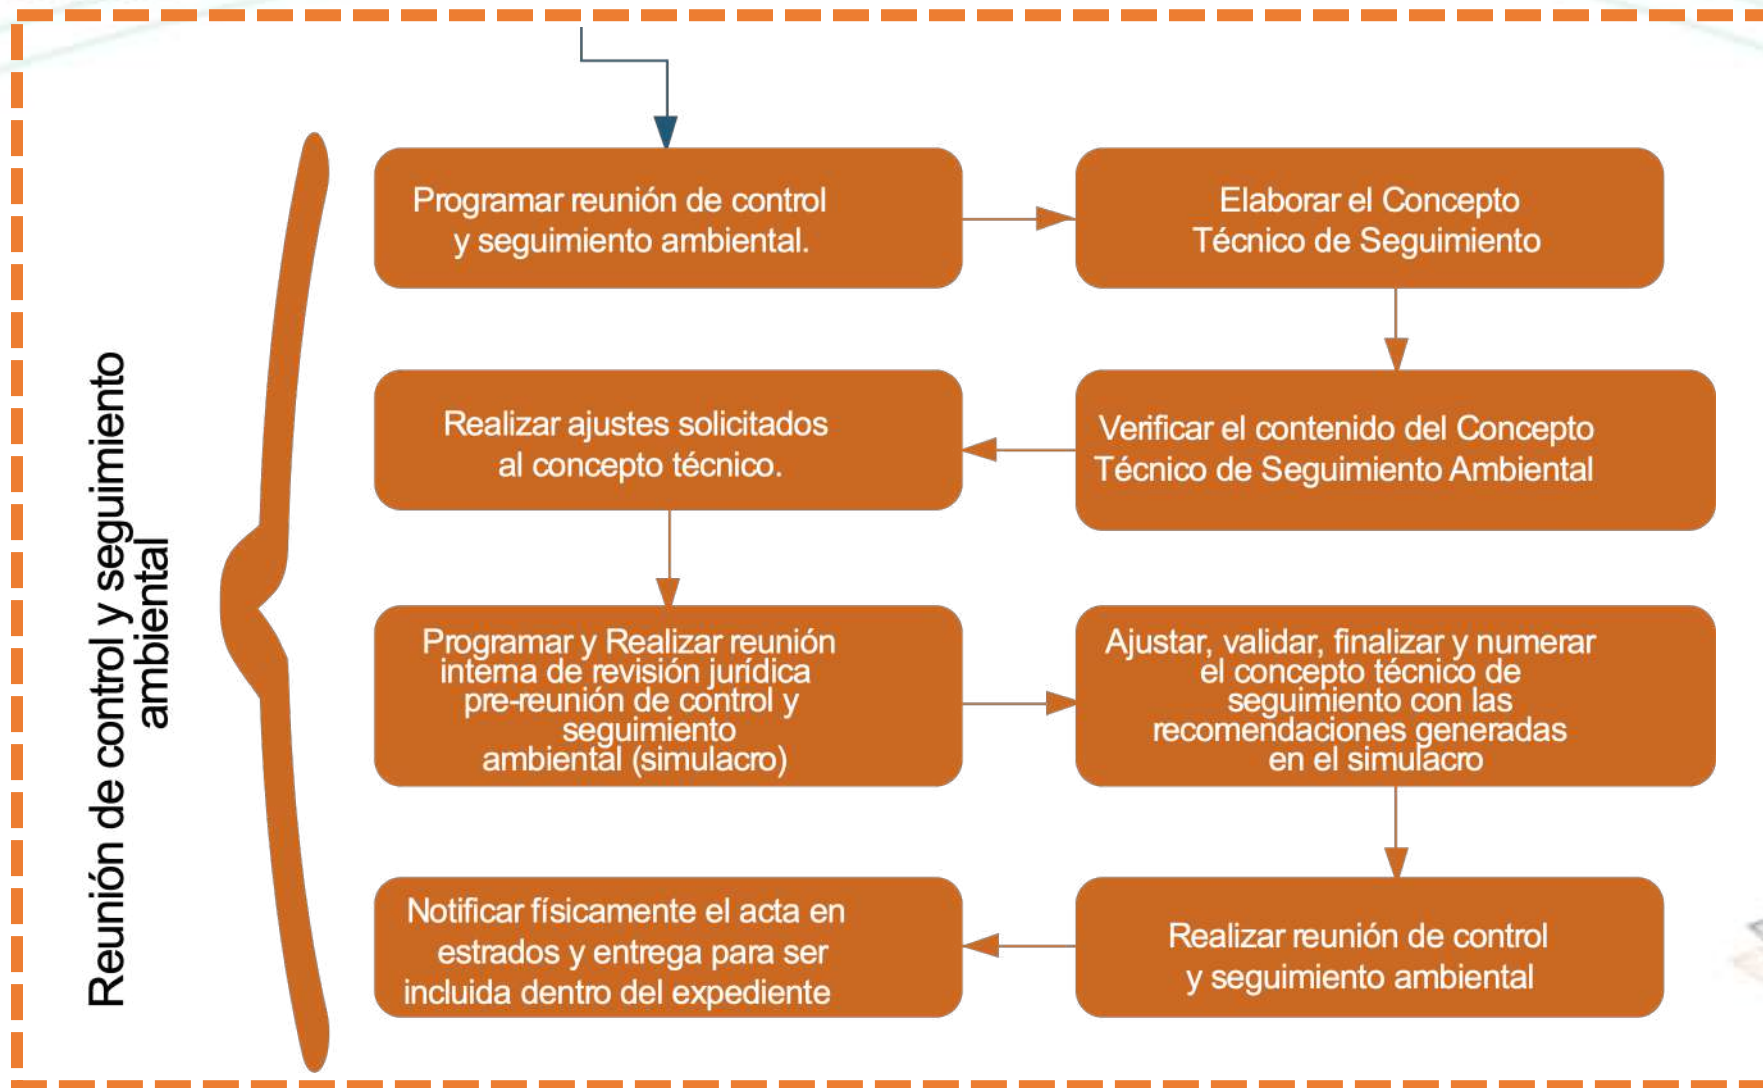 Reunión de control y seguimiento
ambiental
Programar reunión de control
y seguimiento ambiental.
Elaborar el Concepto
Técnico de Seguimiento
Verificar el contenido del Concepto
Técnico de Seguimiento Ambiental
Realizar ajustes solicitados
al concepto técnico.
Programar y Realizar reunión
interna de revisión jurídica
pre-reunión de control y
seguimiento
ambiental (simulacro)
Ajustar, validar, finalizar y numerar
el concepto técnico de
seguimiento con las
recomendaciones generadas
en el simulacro
Realizar reunión de control
y seguimiento ambiental
Notificar físicamente el acta en
estrados y entrega para ser
incluida dentro del expediente